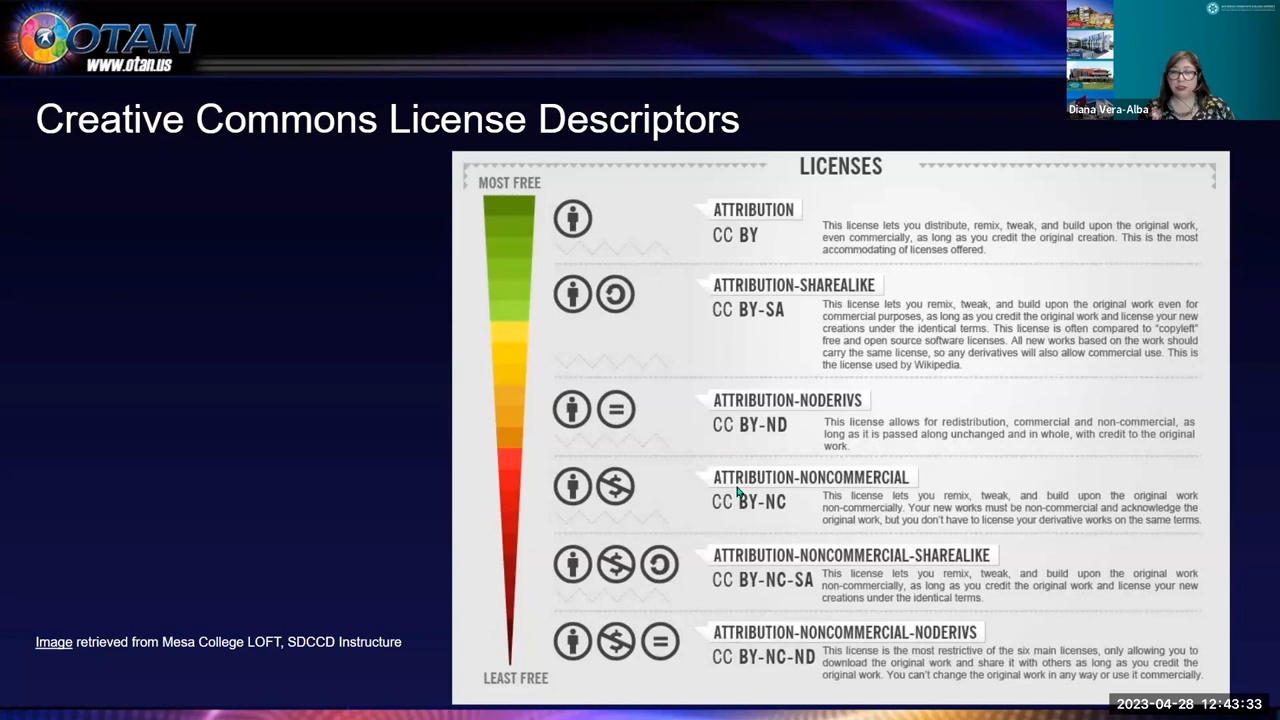 OTAN
www.otan.us
Diana Vera-Alba
Creative Commons License Descriptors
LICENSES
MOST FREE
ATTRIBUTION
CC BY
This license lets you distribute, remix, tweak, and build upon the original work,
even commercially, as long as you credit the original creation. This is the most
accommodating of licenses offered.
ATTRIBUTION-SHAREALIKE
CC BY-SA
This license lets you remix, tweak, and build upon the original work even for
commercial purposes, as long as you credit the original work and license your new
creations under the identical terms. This license is often compared to “copyleft”
free and open source software licenses. All new works based on the work should
carry the same license, so any derivatives will also allow commercial use. This is
the license used by Wikipedia.
ATTRIBUTION-NODERIVS
CC BY-ND
This license allows for redistribution, commercial and non-commercial, as
long as it is passed along unchanged and in whole, with credit to the original
work.
ATTRIBUTION-NONCOMMERCIAL
CC BY-NC
This license lets you remix, tweak, and build upon the original work
non-commercially. Your new works must be non-commercial and acknowledge the
original work, but you don’t have to license your derivative works on the same terms.
ATTRIBUTION-NONCOMMERCIAL-SHAREALIKE
CC BY-NC-SA
This license lets you remix, tweak, and build upon the original work
non-commercially, as long as you credit the original work and license your new
creations under the identical terms.
ATTRIBUTION-NONCOMMERCIAL-NODERIVS
CC BY-NC-ND
This license is the most restrictive of the six main licenses, only allowing you to
download the original work and share it with others as long as you credit the
original work. You can’t change the original work in any way or use it commercially.
LEAST FREE
Image retrieved from Mesa College LOFT, SDCCD Instructure
2023-04-28 12:43:33